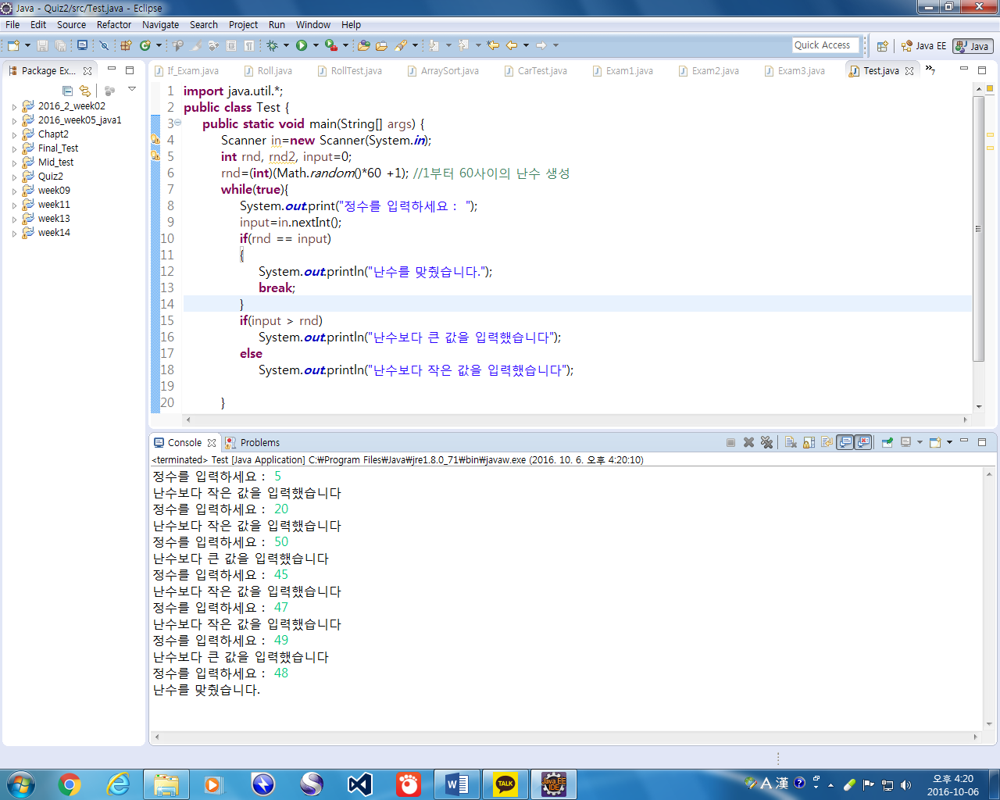 Java - Quiz2/src/Test.java - Eclipse
File Edit Source Refactor Navigate Search Project Run Window Help
Quick Access
Java EE
Java
Package Ex...
2016_2_week02
2016_week05_java1
Chapt2
Final_Test
Mid_test
Quiz2
week09
week11
week13
week14
If_Exam.java Roll.java RollTest.java ArraySort.java CarTest.java Exam1.java Exam2.java Exam3.java Test.java »7
1 import java.util.*;
2 public class Test {
3 public static void main(String[] args) {
4 Scanner in=new Scanner(System.in);
5 int rnd, rnd2, input=0;
6 rnd=(int)(Math.random()*60 +1); //1부터 60사이의 난수 생성
7 while(true){
8 System.out.print("정수를 입력하세요 : ");
9 input=in.nextInt();
10 if(rnd == input)
11 {
12 System.out.println("난수를 맞췄습니다.");
13 break;
14 }
15 if(input > rnd)
16 System.out.println("난수보다 큰 값을 입력했습니다");
17 else
18 System.out.println("난수보다 작은 값을 입력했습니다");
19
20 }
Console Problems
<terminated> Test [Java Application] C:₩Program Files₩Java₩jre1.8.0_71₩bin₩javaw.exe (2016. 10. 6. 오후 4:20:10)
정수를 입력하세요 : 5
난수보다 작은 값을 입력했습니다
정수를 입력하세요 : 20
난수보다 작은 값을 입력했습니다
정수를 입력하세요 : 50
난수보다 큰 값을 입력했습니다
정수를 입력하세요 : 45
난수보다 작은 값을 입력했습니다
정수를 입력하세요 : 47
난수보다 작은 값을 입력했습니다
정수를 입력하세요 : 49
난수보다 큰 값을 입력했습니다
정수를 입력하세요 : 48
난수를 맞췄습니다.
TALK
Java EE
IDE
A 漢
오후 4:20
2016-10-06